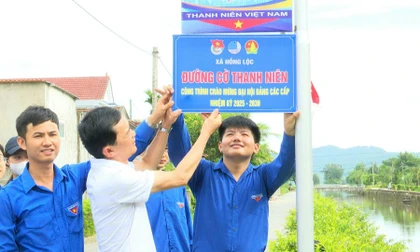 THANH NIÊN VIỆT NAM
XÃ HỒNG LỘC
ĐƯỜNG CỜ THANH NIÊN
CÔNG TRÌNH CHÀO MỪNG ĐẠI HỘI ĐẢNG CÁC CẤP
NHIỆM KỲ 2025 - 2030